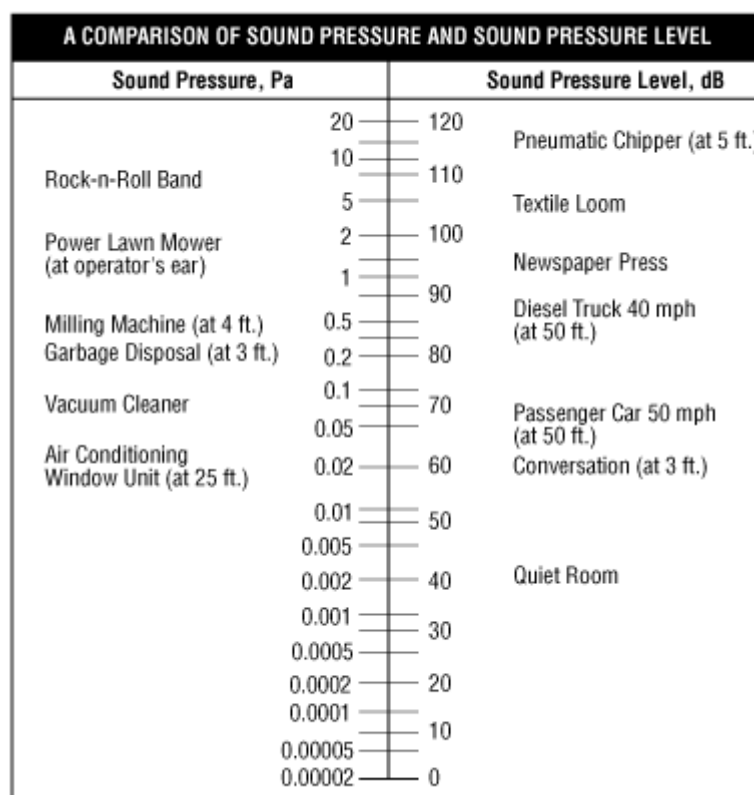 A COMPARISON OF SOUND PRESSURE AND SOUND PRESSURE LEVEL
Sound Pressure, Pa
Sound Pressure Level, dB
20
120
Pneumatic Chipper (at 5 ft.)
10
Rock-n-Roll Band
110
5
Textile Loom
2
100
Power Lawn Mower
(at operator's ear)
Newspaper Press
1
90
Diesel Truck 40 mph
(at 50 ft.)
Milling Machine (at 4 ft.)
0.5
Garbage Disposal (at 3 ft.)
0.2
80
0.1
Vacuum Cleaner
70
Passenger Car 50 mph
(at 50 ft.)
0.05
Air Conditioning
Window Unit (at 25 ft.)
0.02
60
Conversation (at 3 ft.)
0.01
50
0.005
0.002
40
Quiet Room
0.001
30
0.0005
0.0002
20
0.0001
10
0.00005
0.00002
0